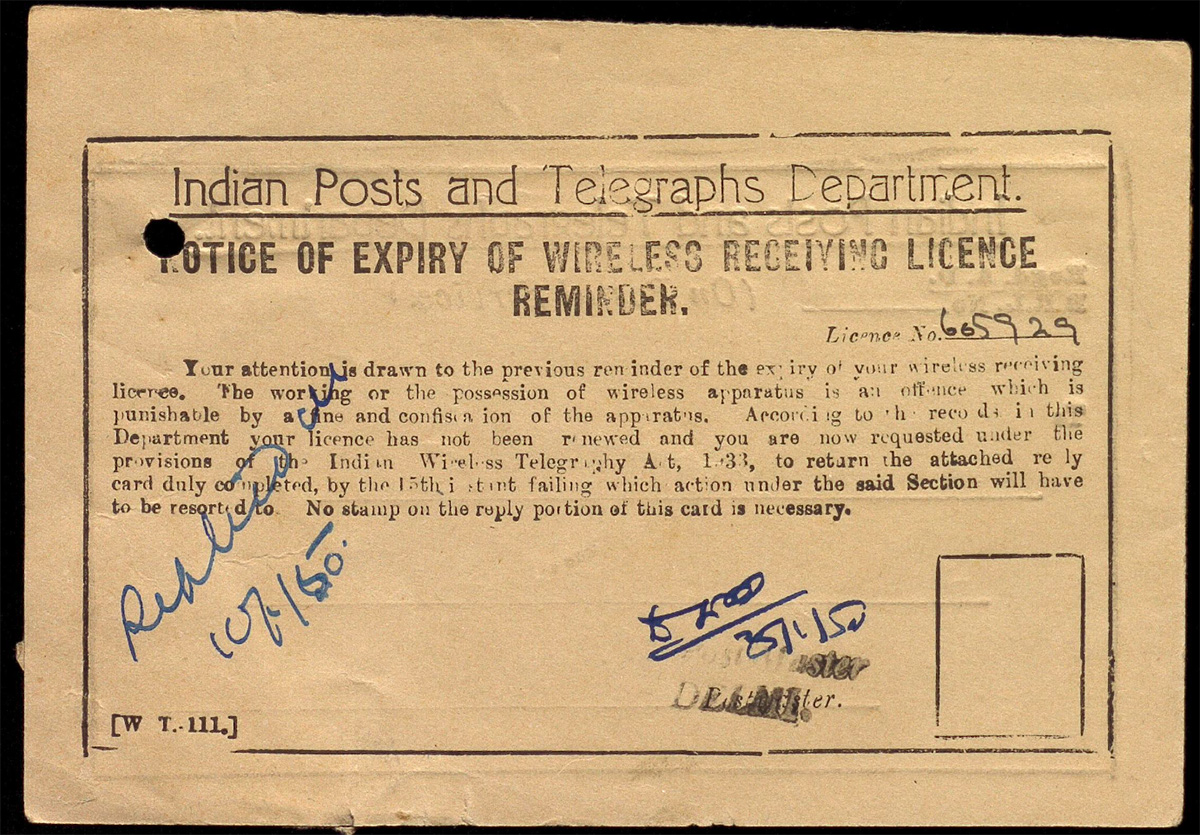 Indian Posts and Telegraphs Department.
NOTICE OF EXPIRY OF WIRELESS RECEIVING LICENCE
REMINDER.
Licence No. 665929
Your attention is drawn to the previous reminder of the expiry of your wireless receiving
licence. The working or the possession of wireless apparatus is an offence which is
punishable by a fine and confiscation of the apparatus. According to the records in this
Department your licence has not been renewed and you are now requested under the
provisions of the Indian Wireless Telegraphy Act, 1933, to return the attached reply
card duly completed, by the 15th instant failing which action under the said Section will have
to be resorted to. No stamp on the reply portion of this card is necessary.
Replied
25/1/50
Postmaster
DELHI.
Postmaster.
[W T.-111.]